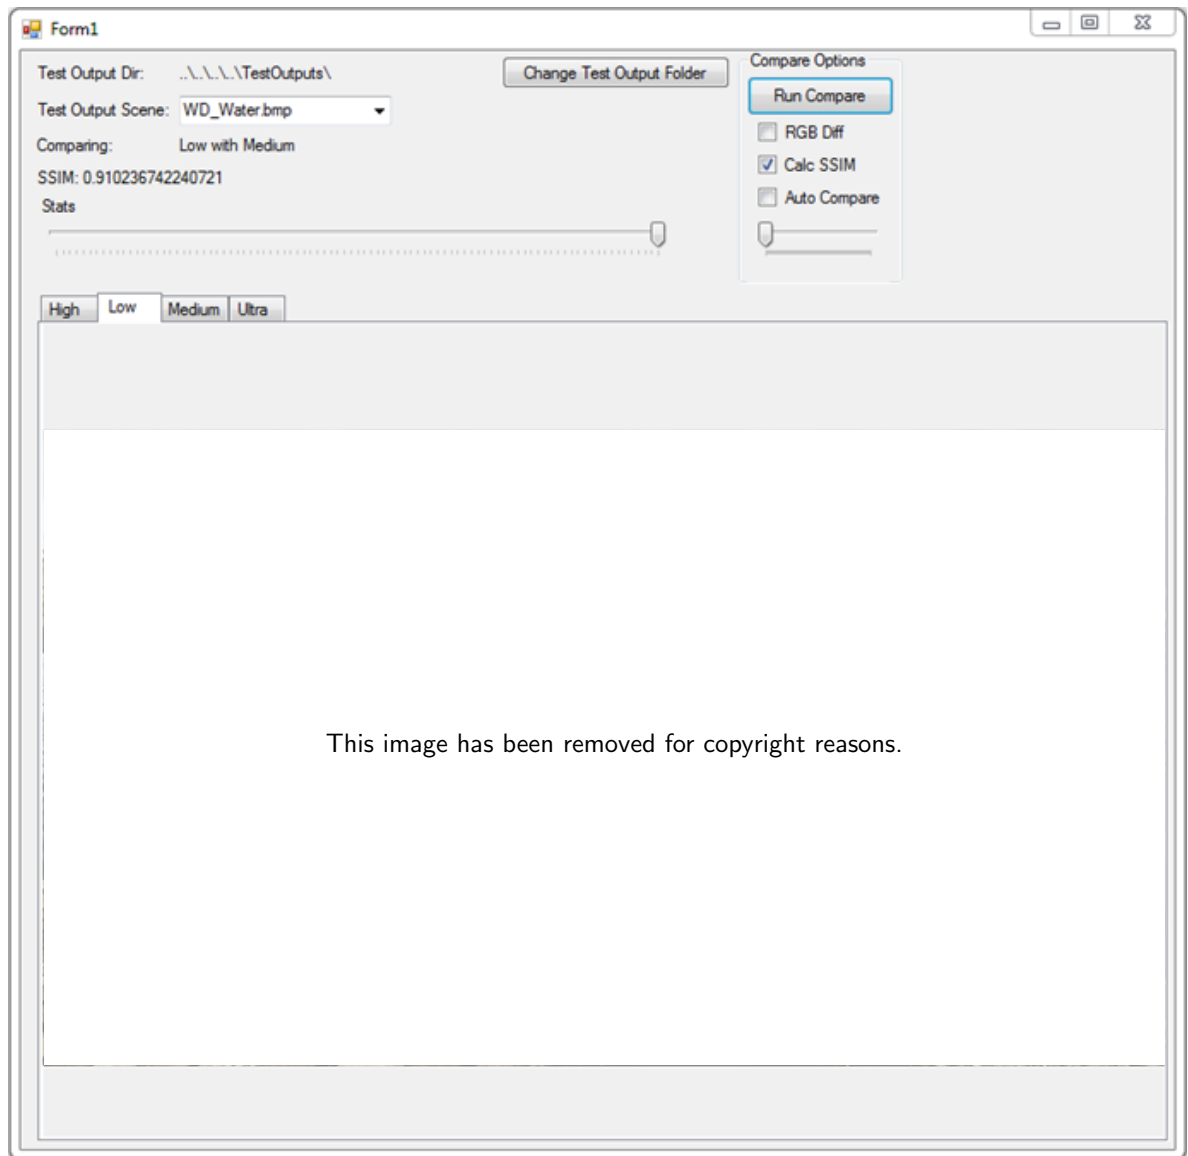 Form1
Test Output Dir: ..\..\..\..\TestOutputs\ Change Test Output Folder
Test Output Scene: WD_Water.bmp
Comparing: Low with Medium
SSIM: 0.910236742240721
Stats
Compare Options
Run Compare
RGB Diff
Calc SSIM
Auto Compare
High Low Medium Ultra
This image has been removed for copyright reasons.